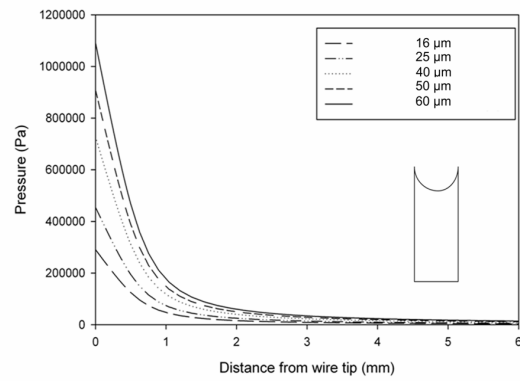 1200000
1000000
800000
600000
400000
200000
0
Pressure (Pa)
16 µm
25 µm
40 µm
50 µm
60 µm
0 1 2 3 4 5 6
Distance from wire tip (mm)